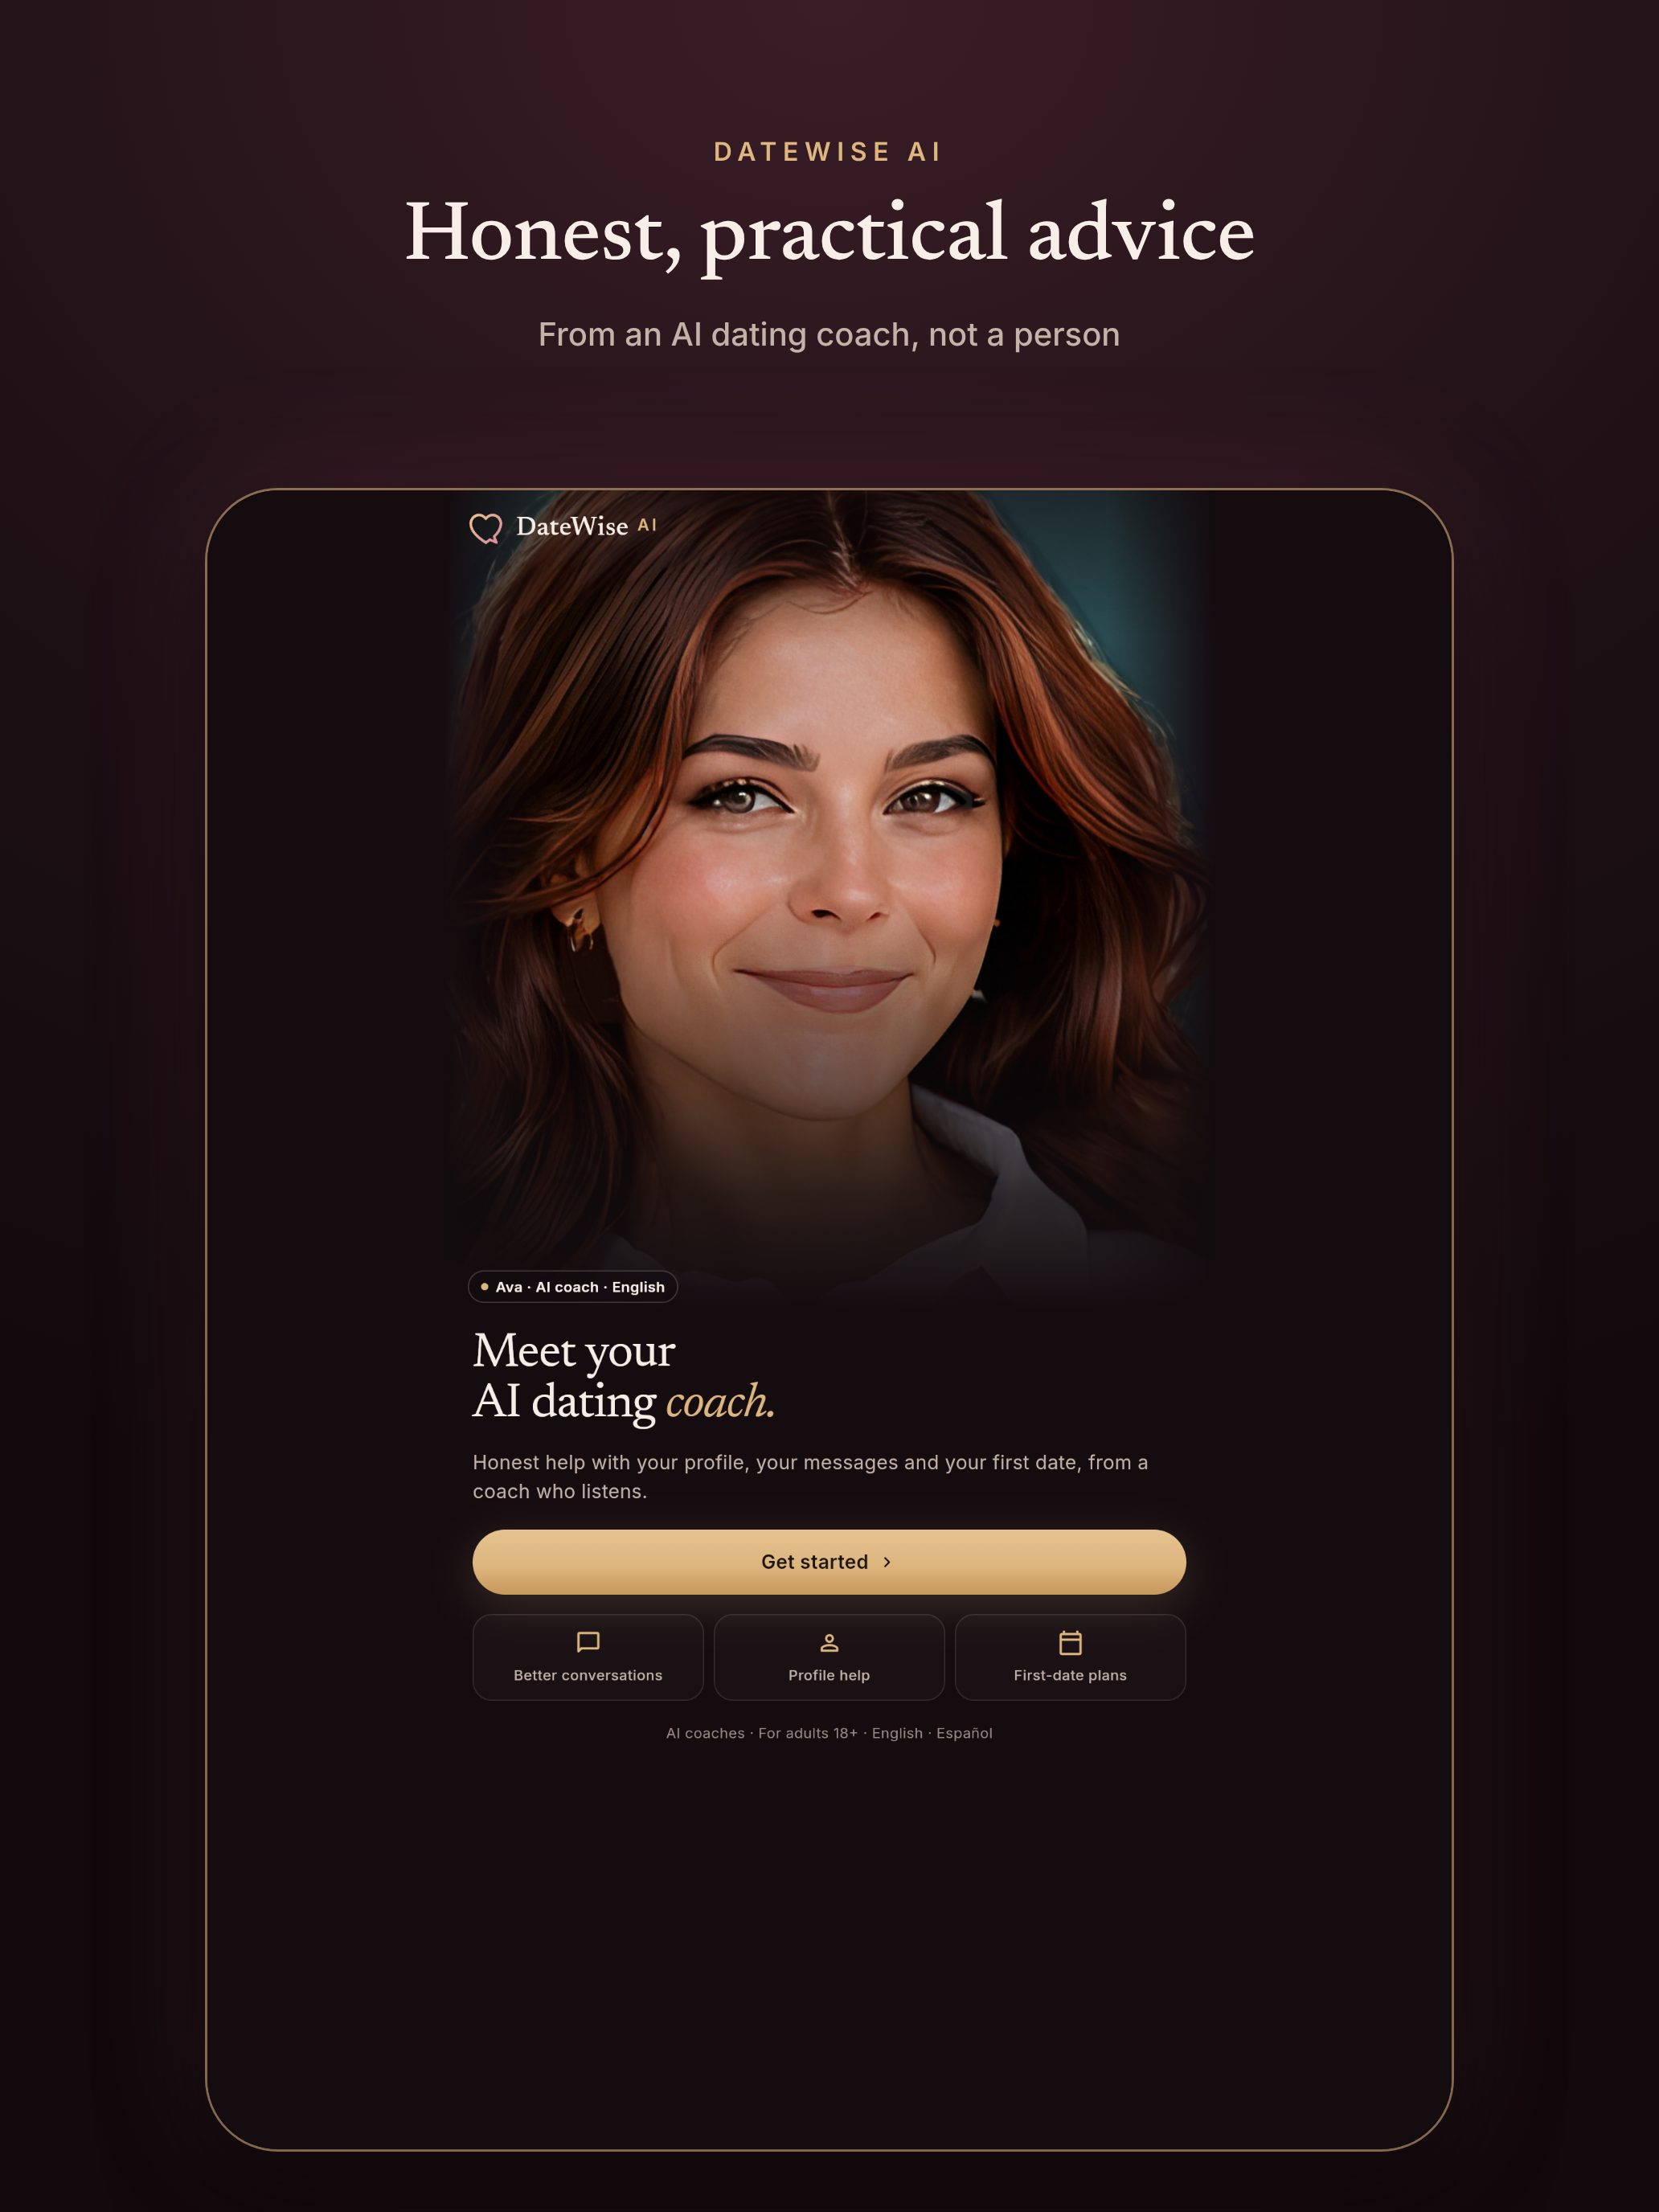 DATEWISE AI
Honest, practical advice
From an AI dating coach, not a person
DateWise AI
Ava · AI coach · English
Meet your
AI dating coach.
Honest help with your profile, your messages and your first date, from a
coach who listens.
Get started
Better conversations
Profile help
First-date plans
AI coaches · For adults 18+ · English · Español